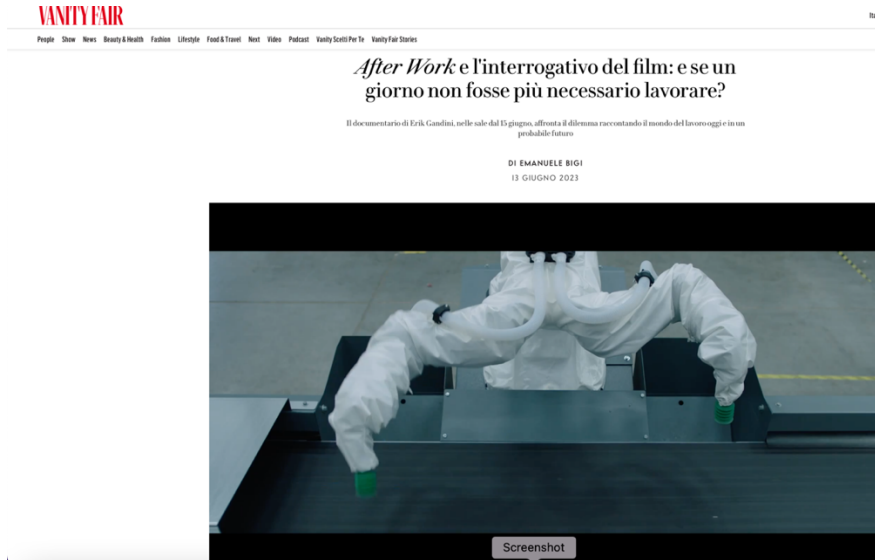 VANITY FAIR
People Show News Beauty & Health Fashion Lifestyle Food & Travel Next Video Podcast Vanity Scelti Per Te Vanity Fair Stories
After Work e l'interrogativo del film: e se un
giorno non fosse più necessario lavorare?
Il documentario di Erik Gandini, nelle sale dal 15 giugno, affronta il dilemma raccontando il mondo del lavoro oggi e in un
probabile futuro
DI EMANUELE BIGI
13 GIUGNO 2023
Screenshot